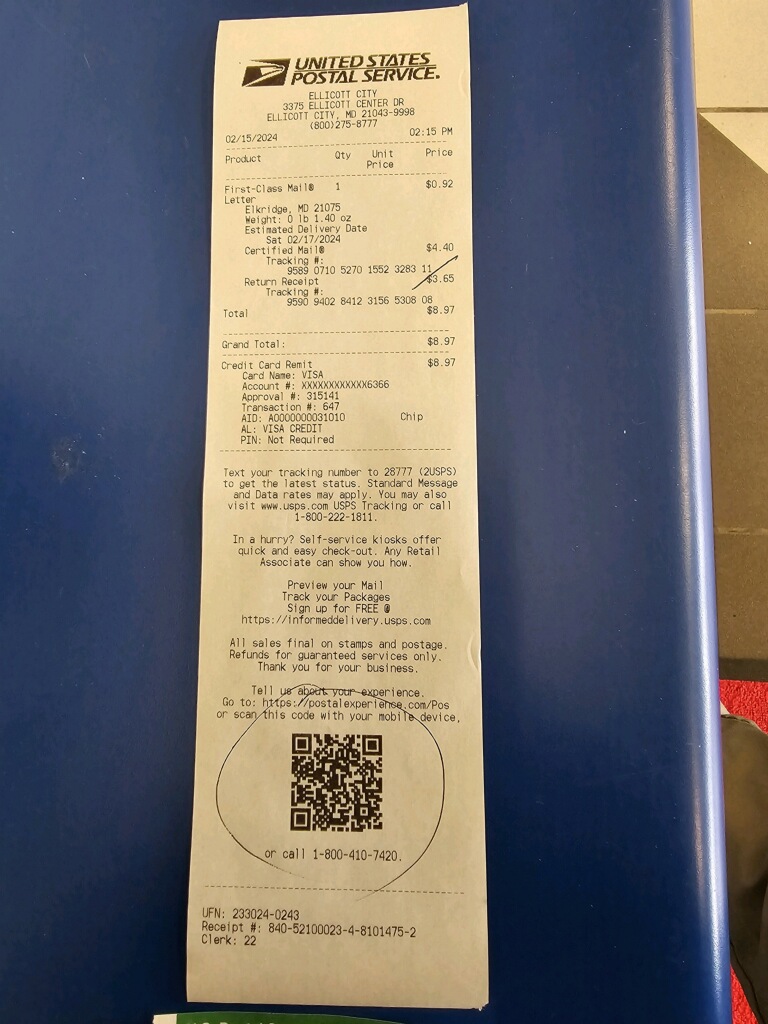 UNITED STATES
POSTAL SERVICE.
ELLICOTT CITY
3375 ELLICOTT CENTER DR
ELLICOTT CITY, MD 21043-9998
(800)275-8777
02/15/2024 02:15 PM
Product Qty Unit Price
Price
First-Class Mail® 1 $0.92
Letter
Elkridge, MD 21075
Weight: 0 lb 1.40 oz
Estimated Delivery Date
Sat 02/17/2024
Certified Mail® $4.40
Tracking #:
9589 0710 5270 1552 3283 11
Return Receipt $3.65
Tracking #:
9590 9402 8412 3156 5308 08
Total $8.97
Grand Total: $8.97
Credit Card Remit $8.97
Card Name: VISA
Account #: XXXXXXXXXXXX6366
Approval #: 315141
Transaction #: 647
AID: A0000000031010 Chip
AL: VISA CREDIT
PIN: Not Required
Text your tracking number to 28777 (2USPS)
to get the latest status. Standard Message
and Data rates may apply. You may also
visit www.usps.com USPS Tracking or call
1-800-222-1811.
In a hurry? Self-service kiosks offer
quick and easy check-out. Any Retail
Associate can show you how.
Preview your Mail
Track your Packages
Sign up for FREE @
https://informeddelivery.usps.com
All sales final on stamps and postage.
Refunds for guaranteed services only.
Thank you for your business.
Tell us about your experience.
Go to: https://postalexperience.com/Pos
or scan this code with your mobile device,
or call 1-800-410-7420.
UFN: 233024-0243
Receipt #: 840-52100023-4-8101475-2
Clerk: 22